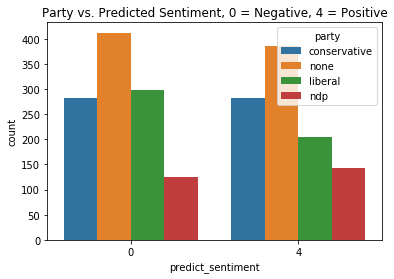 Party vs. Predicted Sentiment, 0 = Negative, 4 = Positive
party
conservative
none
liberal
ndp
count
400
350
300
250
200
150
100
50
0
0
4
predict_sentiment